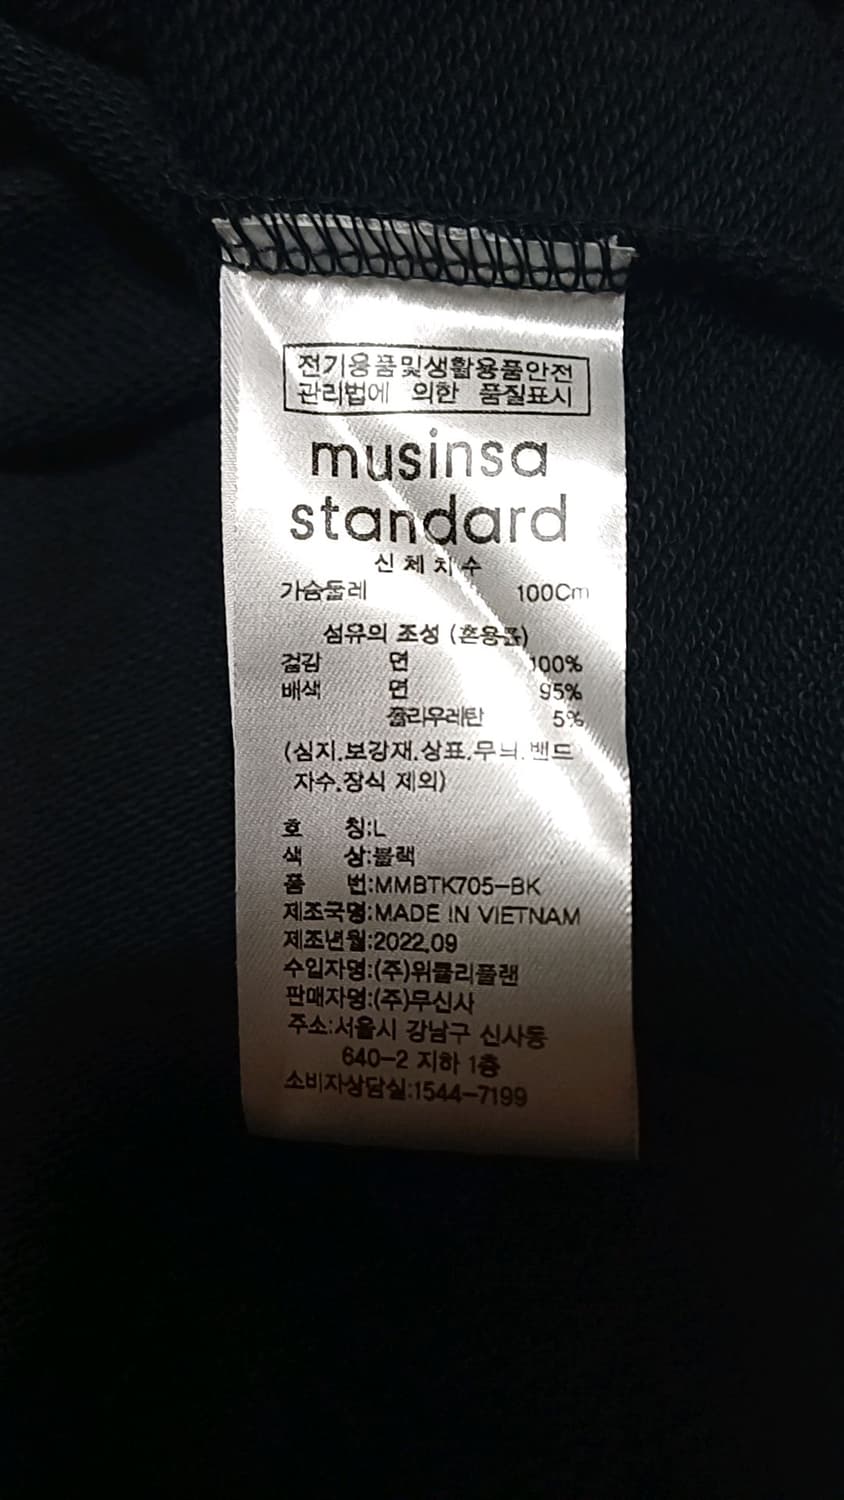 전기용품및생활용품안전
관리법에 의한 품질표시
musinsa
standard
신체치수
가슴둘레 100Cm
섬유의 조성 (혼용률)
겉감 면 100%
배색 면 95%
폴리우레탄 5%
(심지.보강재.상표.무늬.밴드
자수.장식 제외)
호 칭:L
색 상:블랙
품 번:MMBTK705-BK
제조국명:MADE IN VIETNAM
제조년월:2022.09
수입자명:(주)위클리플랜
판매자명:(주)무신사
주소:서울시 강남구 신사동
640-2 지하 1층
소비자상담실:1544-7199